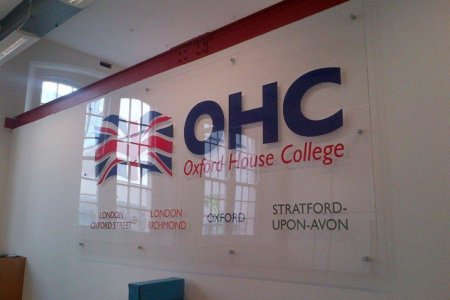 OHC
Oxford House College
LONDON
OXFORD STREET
LONDON
RICHMOND
OXFORD
STRATFORD-
UPON-AVON